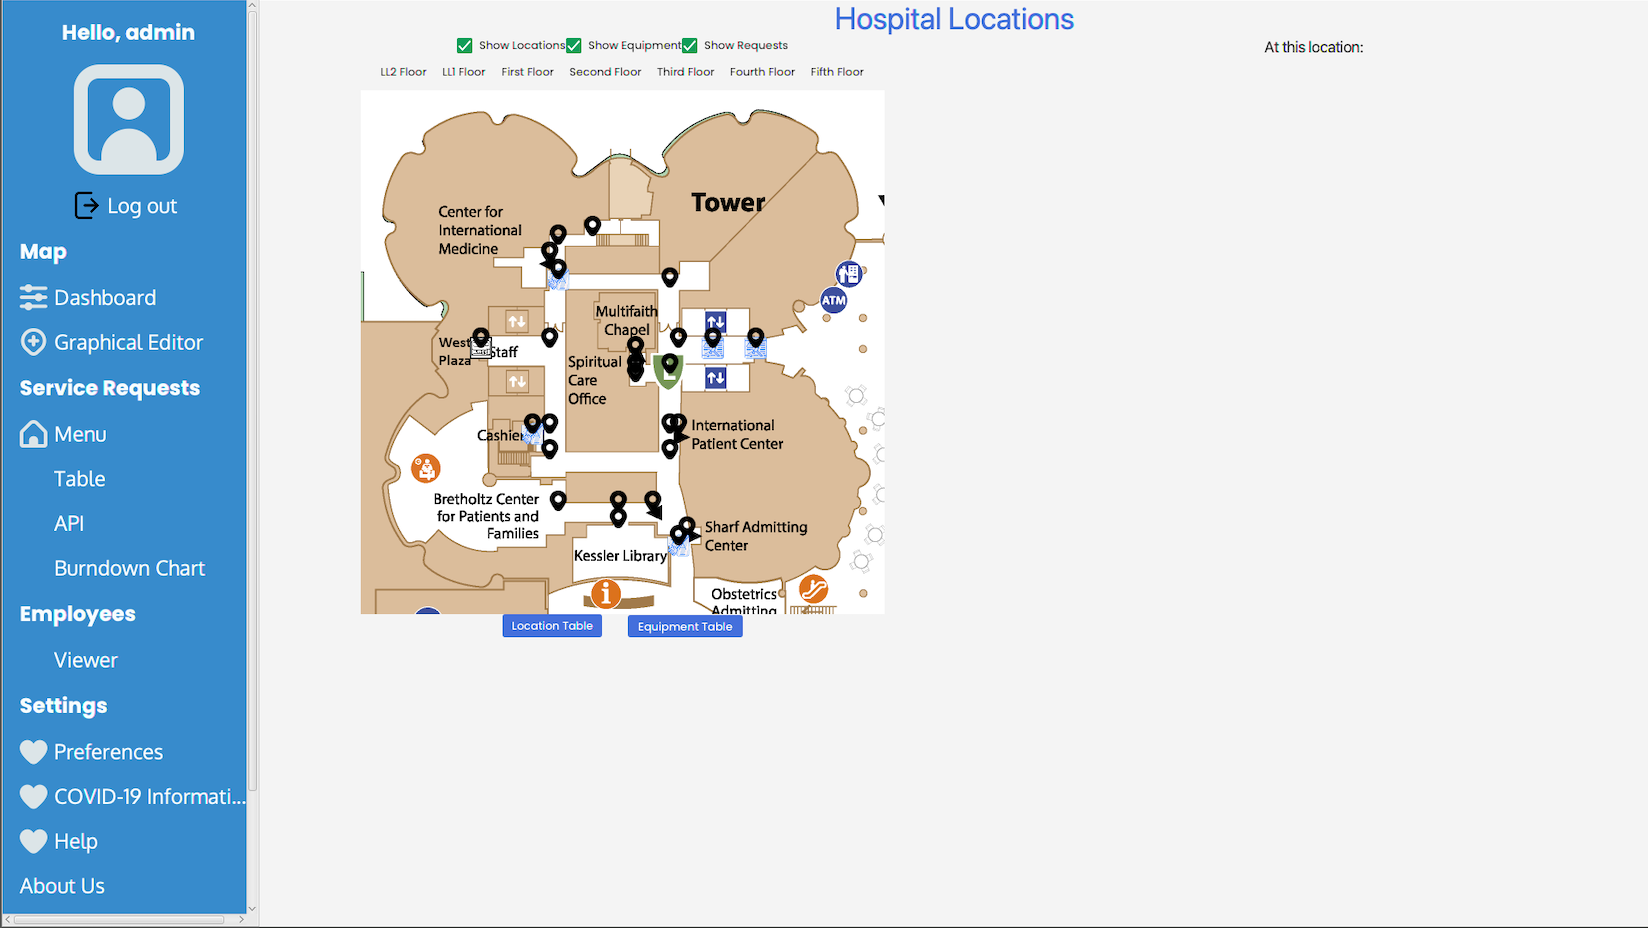 Hello, admin
Log out
Map
Dashboard
Graphical Editor
Service Requests
Menu
Table
API
Burndown Chart
Employees
Viewer
Settings
Preferences
COVID-19 Informati...
Help
About Us
Hospital Locations
Show Locations Show Equipment Show Requests
LL2 Floor LL1 Floor First Floor Second Floor Third Floor Fourth Floor Fifth Floor
At this location:
Tower
Center for
International
Medicine
ATM
Multifaith
Chapel
West
Plaza
Staff
Spiritual
Care
Office
Cashier
International
Patient Center
Bretholtz Center
for Patients and
Families
Sharf Admitting
Center
Kessler Library
i
Obstetrics
Admitting
Location Table Equipment Table